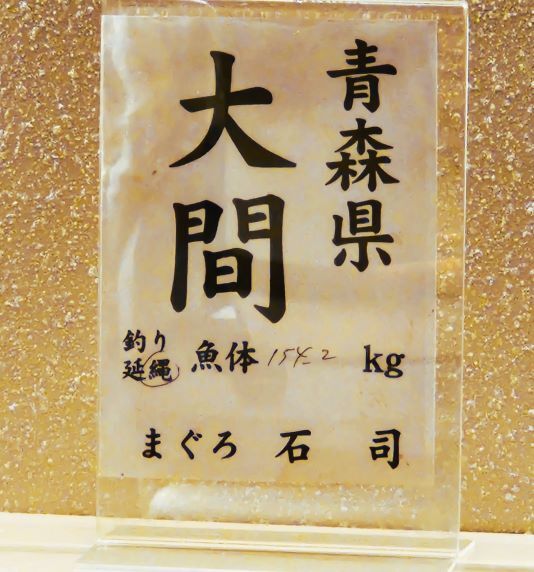 青森県
大間
釣り
延縄
魚体 154.2 kg
まぐろ 石司